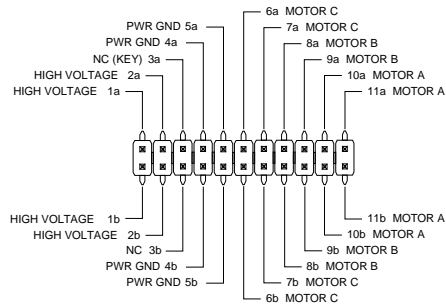 6a MOTOR C
PWR GND 5a
7a MOTOR C
PWR GND 4a
8a MOTOR B
NC (KEY) 3a
9a MOTOR B
HIGH VOLTAGE 2a
10a MOTOR A
HIGH VOLTAGE 1a
11a MOTOR A
HIGH VOLTAGE 1b
11b MOTOR A
HIGH VOLTAGE 2b
10b MOTOR A
NC 3b
9b MOTOR B
PWR GND 4b
8b MOTOR B
PWR GND 5b
7b MOTOR C
6b MOTOR C